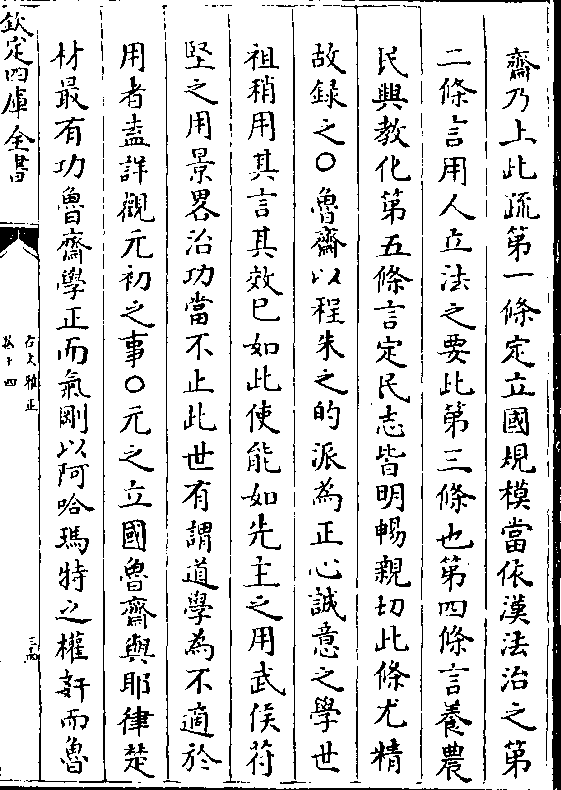 齋乃上此疏第一條定立國規模當依漢法治之第
二條言用人立法之要此第三條也第四條言養農
民興教化第五條言定民志皆明暢親切此條尤精
故録之○魯齋以程朱之的派為正心誠意之學世
祖稍用其言其效已如此使能如先主之用武侯苻
堅之用景畧治功當不止此世有謂道學為不適於
用者盍詳觀元初之事○元之立國魯齋與耶律楚
材最有功魯齋學正而氣剛以阿哈瑪特之權奸而魯
欽定四庫全書
古文雅正
卷十四